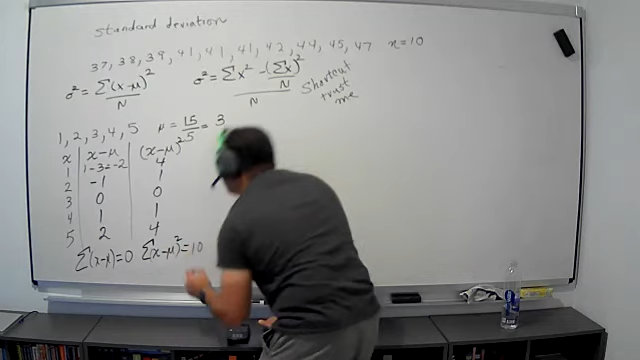 standard deviation
37, 38, 39, 41, 41, 41, 42, 44, 45, 47 n=10
σ² = Σ(x-μ)² / N
σ² = Σx² - (Σx)² / N / N
Shortcut
trust
me
1, 2, 3, 4, 5 μ = 15/5 = 3
x x-μ (x-μ)²
1 1-3=-2 4
2 -1 1
3 0 0
4 1 1
5 2 4
Σ(x-μ)=0 Σ(x-μ)²=10